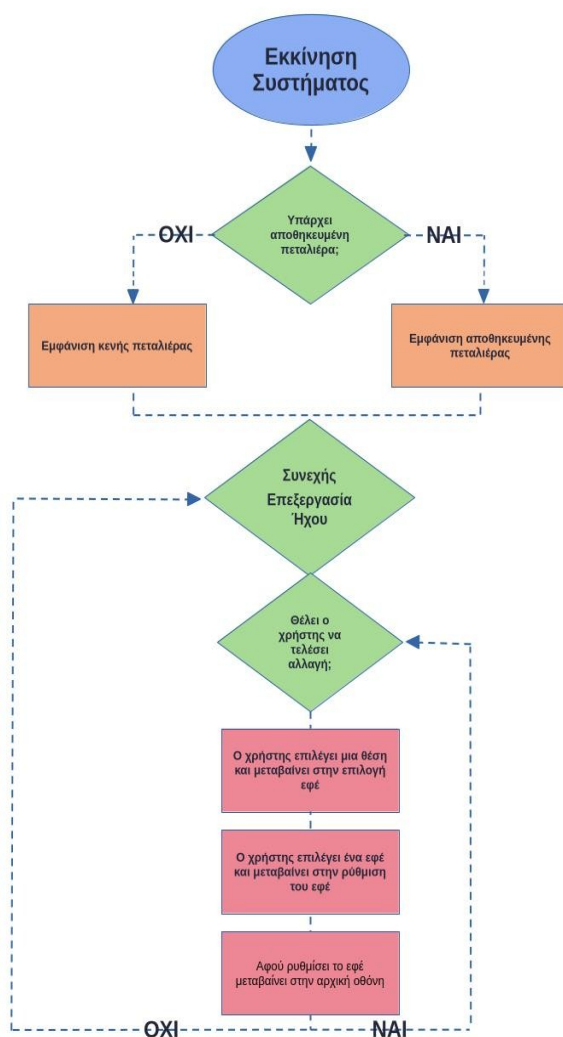 Εκκίνηση
Συστήματος
Υπάρχει
αποθηκευμένη
πεταλιέρα;
ΟΧΙ
ΝΑΙ
Εμφάνιση κενής πεταλιέρας
Εμφάνιση αποθηκευμένης
πεταλιέρας
Συνεχής
Επεξεργασία
Ήχου
Θέλει ο
χρήστης να
τελέσει
αλλαγή;
Ο χρήστης επιλέγει μια θέση
και μεταβαίνει στην επιλογή
εφέ
Ο χρήστης επιλέγει ένα εφέ
και μεταβαίνει στην ρύθμιση
του εφέ
Αφού ρυθμίσει το εφέ
μεταβαίνει στην αρχική οθόνη
ΟΧΙ
ΝΑΙ